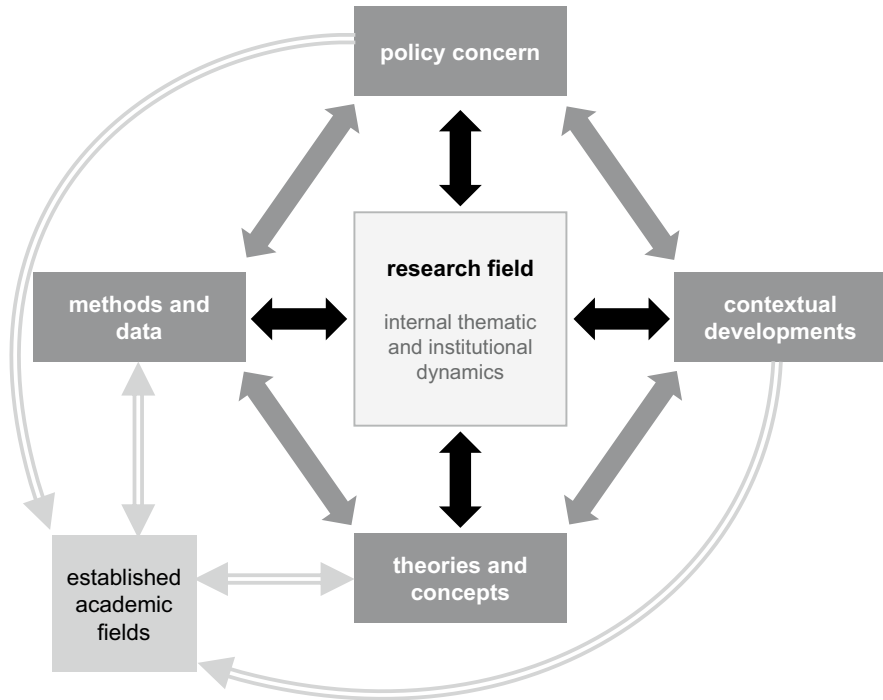 policy concern
research field
internal thematic
and institutional
dynamics
methods and
data
contextual
developments
theories and
concepts
established
academic
fields